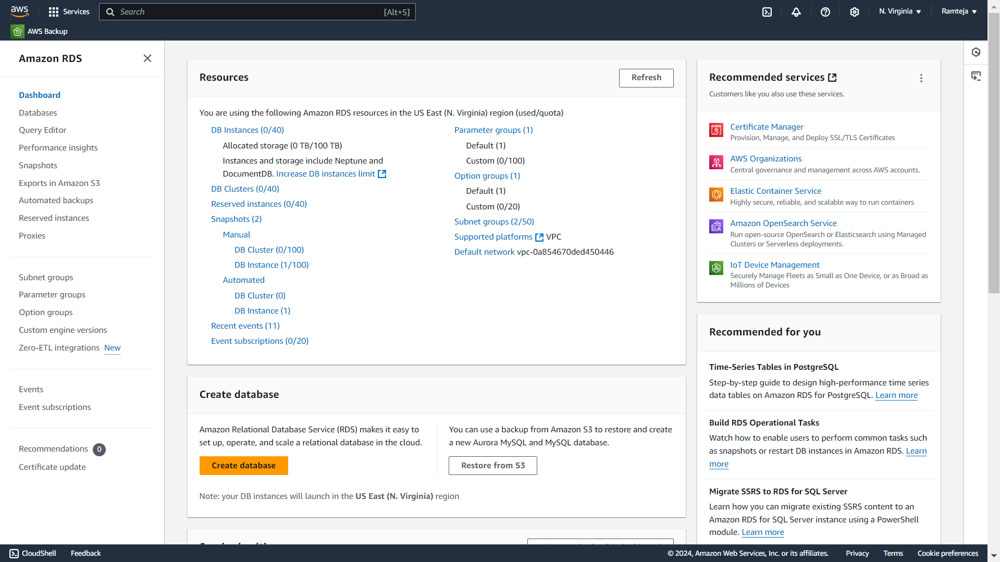 aws
Services
Search
[Alt+S]
N. Virginia
Ramteja
AWS Backup
Amazon RDS
Dashboard
Databases
Query Editor
Performance insights
Snapshots
Exports in Amazon S3
Automated backups
Reserved instances
Proxies
Subnet groups
Parameter groups
Option groups
Custom engine versions
Zero-ETL integrations New
Events
Event subscriptions
Recommendations 0
Certificate update
Resources
Refresh
You are using the following Amazon RDS resources in the US East (N. Virginia) region (used/quota)
DB Instances (0/40)
Allocated storage (0 TB/100 TB)
Instances and storage include Neptune and
DocumentDB. Increase DB instances limit
DB Clusters (0/40)
Reserved instances (0/40)
Snapshots (2)
Manual
DB Cluster (0/100)
DB Instance (1/100)
Automated
DB Cluster (0)
DB Instance (1)
Recent events (11)
Event subscriptions (0/20)
Parameter groups (1)
Default (1)
Custom (0/100)
Option groups (1)
Default (1)
Custom (0/20)
Subnet groups (2/50)
Supported platforms VPC
Default network vpc-0a854670ded450446
Create database
Amazon Relational Database Service (RDS) makes it easy to
set up, operate, and scale a relational database in the cloud.
Create database
You can use a backup from Amazon S3 to restore and create
a new Aurora MySQL and MySQL database.
Restore from S3
Note: your DB instances will launch in the US East (N. Virginia) region
Recommended services
Customers like you also use these services.
Certificate Manager
Provision, Manage, and Deploy SSL/TLS Certificates
AWS Organizations
Central governance and management across AWS accounts.
Elastic Container Service
Highly secure, reliable, and scalable way to run containers
Amazon OpenSearch Service
Run open-source OpenSearch or Elasticsearch using Managed
Clusters or Serverless deployments.
IoT Device Management
Securely Manage Fleets as Small as One Device, or as Broad as
Millions of Devices
Recommended for you
Time-Series Tables in PostgreSQL
Step-by-step guide to design high-performance time series
data tables on Amazon RDS for PostgreSQL. Learn more
Build RDS Operational Tasks
Watch how to enable users to perform common tasks such
as snapshots or restart DB instances in Amazon RDS. Learn
more
Migrate SSRS to RDS for SQL Server
Learn how you can migrate existing SSRS content to an
Amazon RDS for SQL Server instance using a PowerShell
module. Learn more
CloudShell
Feedback
© 2024, Amazon Web Services, Inc. or its affiliates.
Privacy
Terms
Cookie preferences